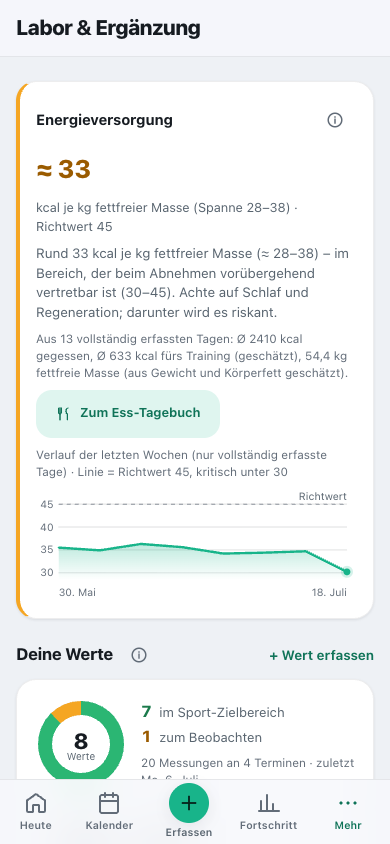 Labor & Ergänzung
Energieversorgung
≈ 33
kcal je kg fettfreier Masse (Spanne 28–38) ·
Richtwert 45
Rund 33 kcal je kg fettfreier Masse (≈ 28–38) – im
Bereich, der beim Abnehmen vorübergehend
vertretbar ist (30–45). Achte auf Schlaf und
Regeneration; darunter wird es riskant.
Aus 13 vollständig erfassten Tagen: Ø 2410 kcal
gegessen, Ø 633 kcal fürs Training (geschätzt), 54,4 kg
fettfreie Masse (aus Gewicht und Körperfett geschätzt).
Zum Ess-Tagebuch
Verlauf der letzten Wochen (nur vollständig erfasste
Tage) · Linie = Richtwert 45, kritisch unter 30
Richtwert
45
40
35
30
30. Mai
18. Juli
Deine Werte
+ Wert erfassen
8
Werte
7 im Sport-Zielbereich
1 zum Beobachten
20 Messungen an 4 Terminen · zuletzt
Mo. 6. Juli
Heute
Kalender
Erfassen
Fortschritt
Mehr